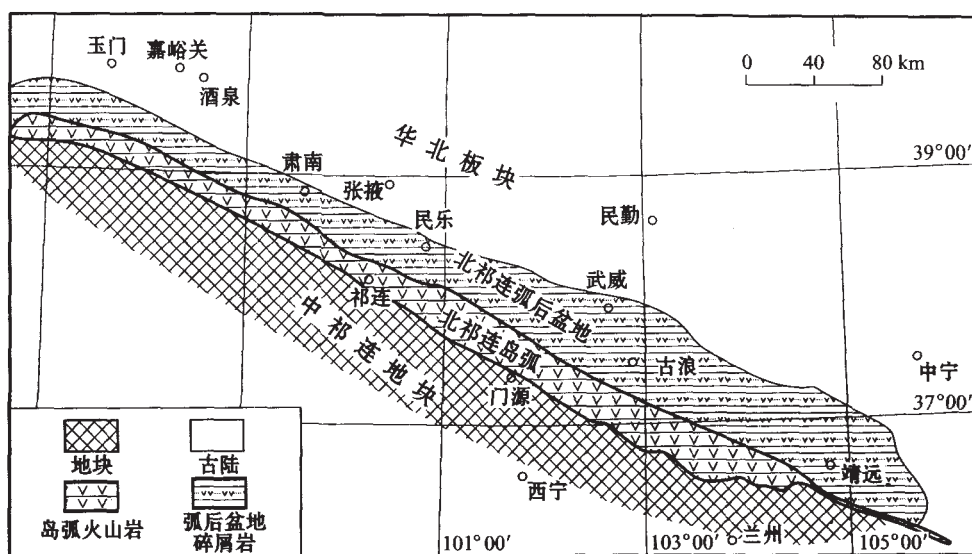 玉门
嘉峪关
酒泉
0 40 80 km
华北板块
39°00′
肃南
张掖
民乐
民勤
北祁连弧后盆地
武威
祁连
中祁连地块
北祁连岛弧
古浪
中宁
门源
37°00′
靖远
西宁
兰州
101°00′
103°00′
105°00′
地块
古陆
岛弧火山岩
弧后盆地
碎屑岩